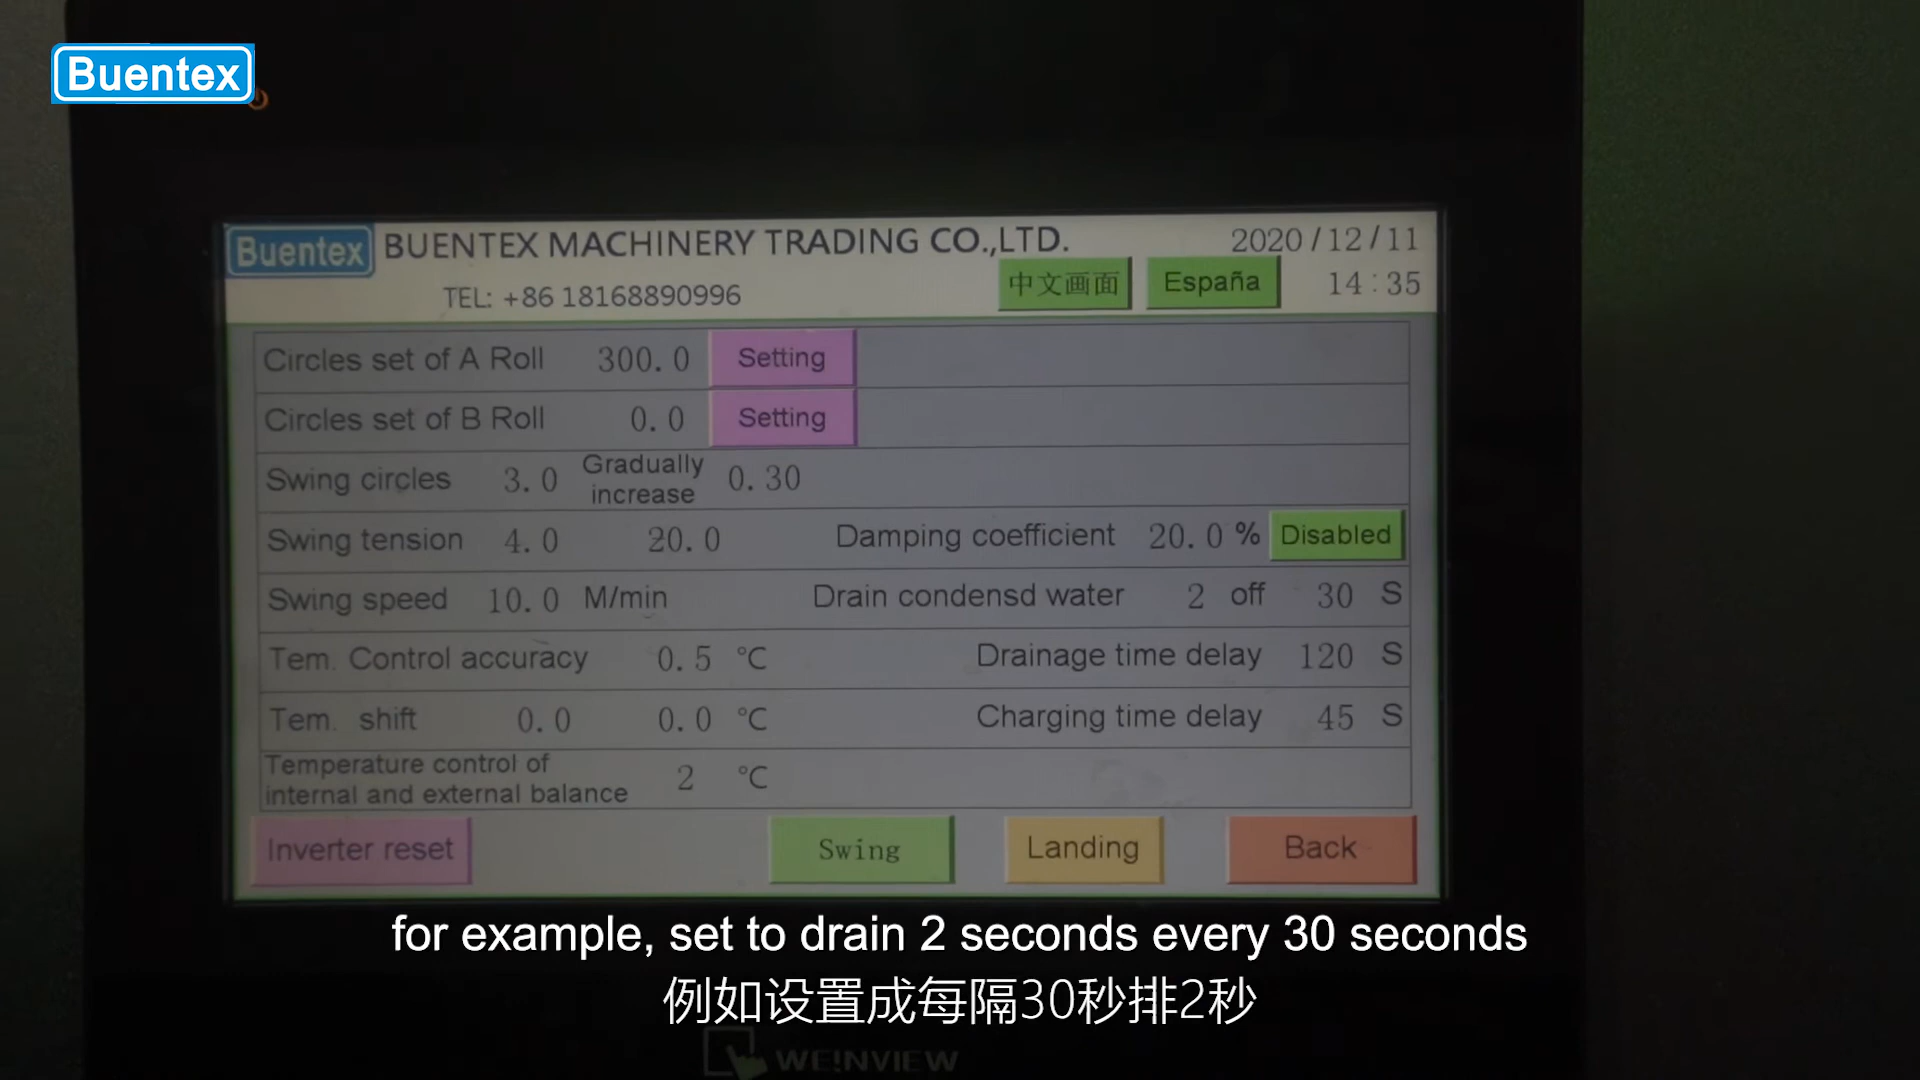 Buentex
Buentex BUENTEX MACHINERY TRADING CO.,LTD. 2020/12/11
TEL: +86 18168890996 中文画面 España 14:35
Circles set of A Roll 300.0 Setting
Circles set of B Roll 0.0 Setting
Swing circles 3.0 Gradually increase 0.30
Swing tension 4.0 20.0 Damping coefficient 20.0 % Disabled
Swing speed 10.0 M/min Drain condensd water 2 off 30 S
Tem. Control accuracy 0.5 °C Drainage time delay 120 S
Tem. shift 0.0 0.0 °C Charging time delay 45 S
Temperature control of
internal and external balance 2 °C
Inverter reset Swing Landing Back
for example, set to drain 2 seconds every 30 seconds
例如设置成每隔30秒排2秒
WE!NVIEW